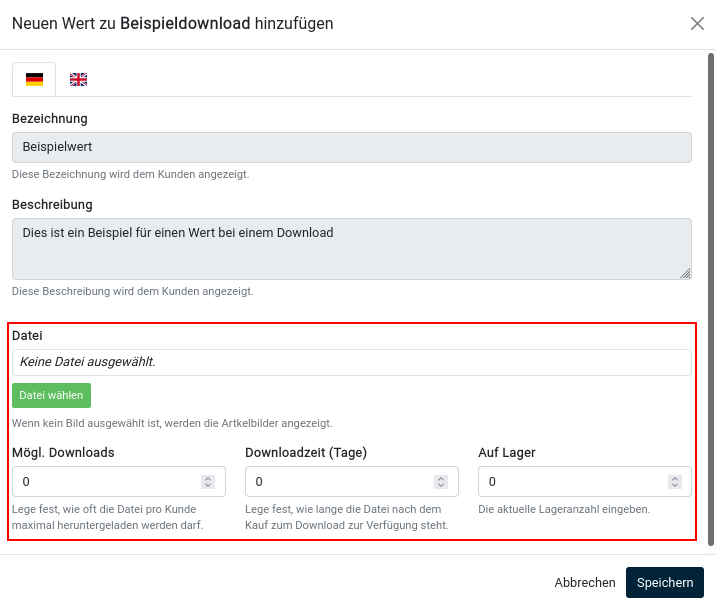 Neuen Wert zu Beispieldownload hinzufügen
Bezeichnung
Beispielwert
Diese Bezeichnung wird dem Kunden angezeigt.
Beschreibung
Dies ist ein Beispiel für einen Wert bei einem Download
Diese Beschreibung wird dem Kunden angezeigt.
Datei
Keine Datei ausgewählt.
Datei wählen
Wenn kein Bild ausgewählt ist, werden die Artkelbilder angezeigt.
Mögl. Downloads
0
Lege fest, wie oft die Datei pro Kunde
maximal heruntergeladen werden darf.
Downloadzeit (Tage)
0
Lege fest, wie lange die Datei nach dem
Kauf zum Download zur Verfügung steht.
Auf Lager
0
Die aktuelle Lageranzahl eingeben.
Abbrechen
Speichern